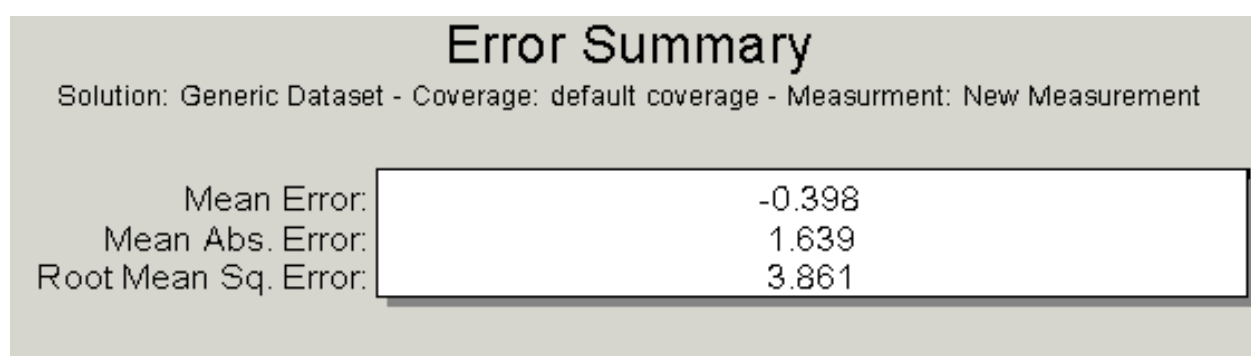 Error Summary
Solution: Generic Dataset - Coverage: default coverage - Measurment: New Measurement
Mean Error: -0.398
Mean Abs. Error: 1.639
Root Mean Sq. Error: 3.861